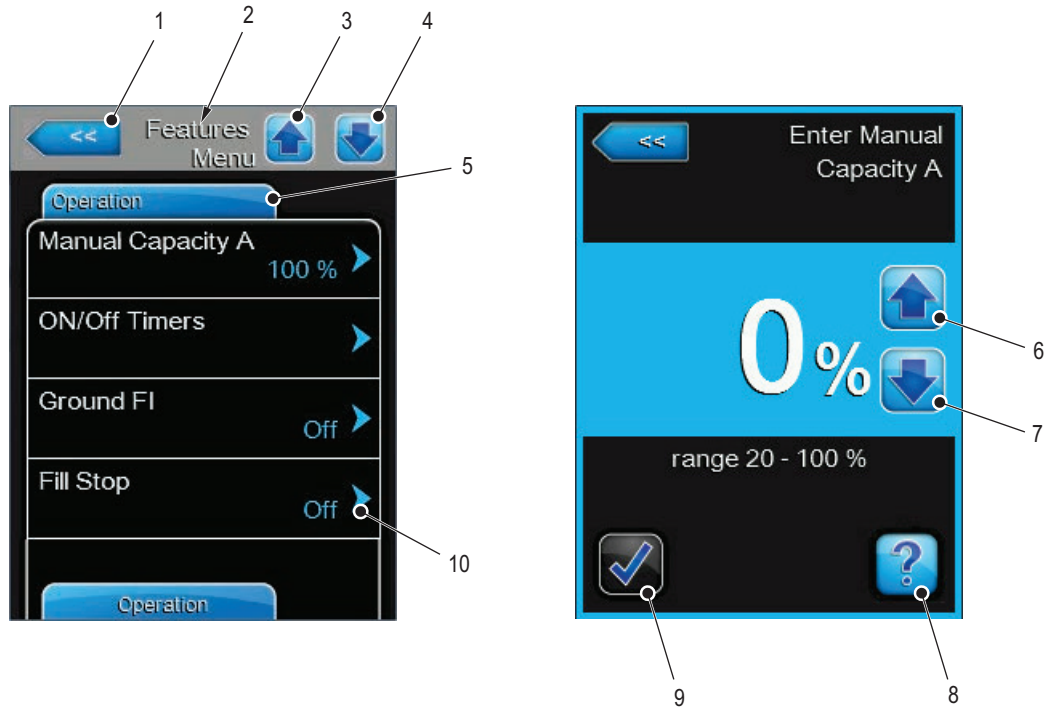 1
2
3
4
<<
Features
Menu
5
Operation
Manual Capacity A
100 %
ON/Off Timers
Ground FI
Off
Fill Stop
Off
10
Operation
<<
Enter Manual
Capacity A
0%
6
7
range 20 - 100 %
?
9
8